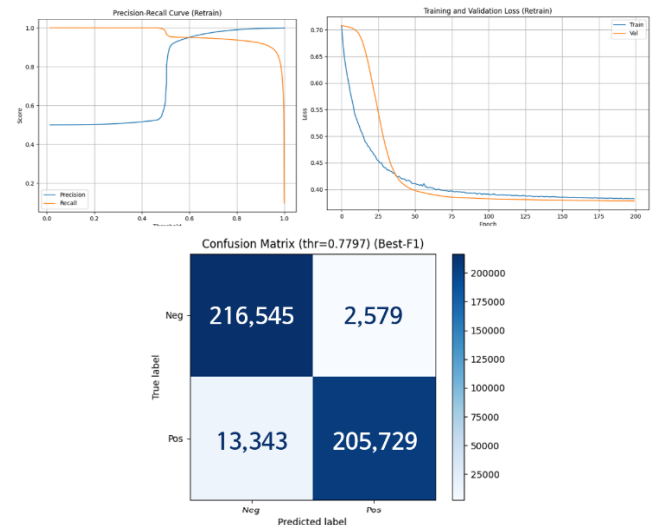 Precision-Recall Curve (Retrain)
1.0
0.8
0.6
0.4
0.2
Score
Precision
Recall
0.0 0.2 0.4 0.6 0.8 1.0
Threshold
Training and Validation Loss (Retrain)
Train
Val
0.70
0.65
0.60
0.55
0.50
0.45
0.40
Loss
0 25 50 75 100 125 150 175 200
Epoch
Confusion Matrix (thr=0.7797) (Best-F1)
Neg 216,545 2,579
Pos 13,343 205,729
True label
Neg Pos
Predicted label
200000
175000
150000
125000
100000
75000
50000
25000